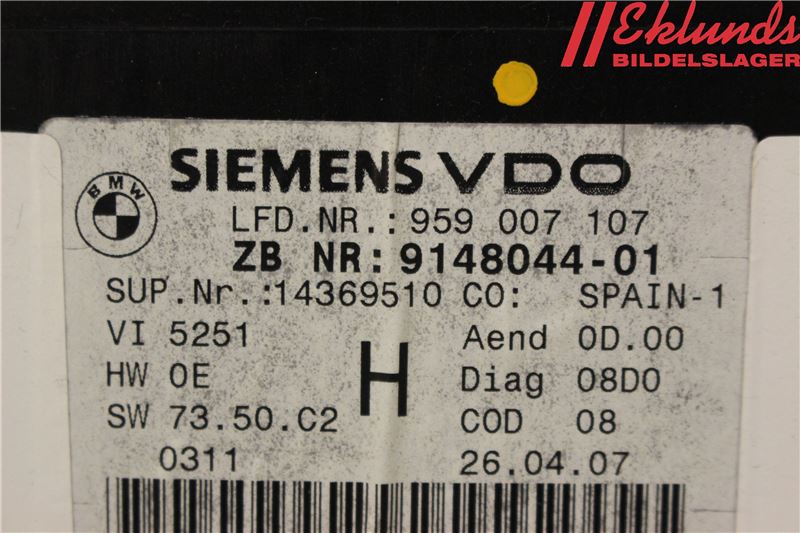 Eklunds
BILDELSLAGER
BMW
SIEMENS VDO
LFD.NR.: 959 007 107
ZB NR: 9148044-01
SUP.Nr.:14369510 CO: SPAIN-1
VI 5251 Aend 0D.00
HW 0E H Diag 08D0
SW 73.50.C2 COD 08
0311 26.04.07